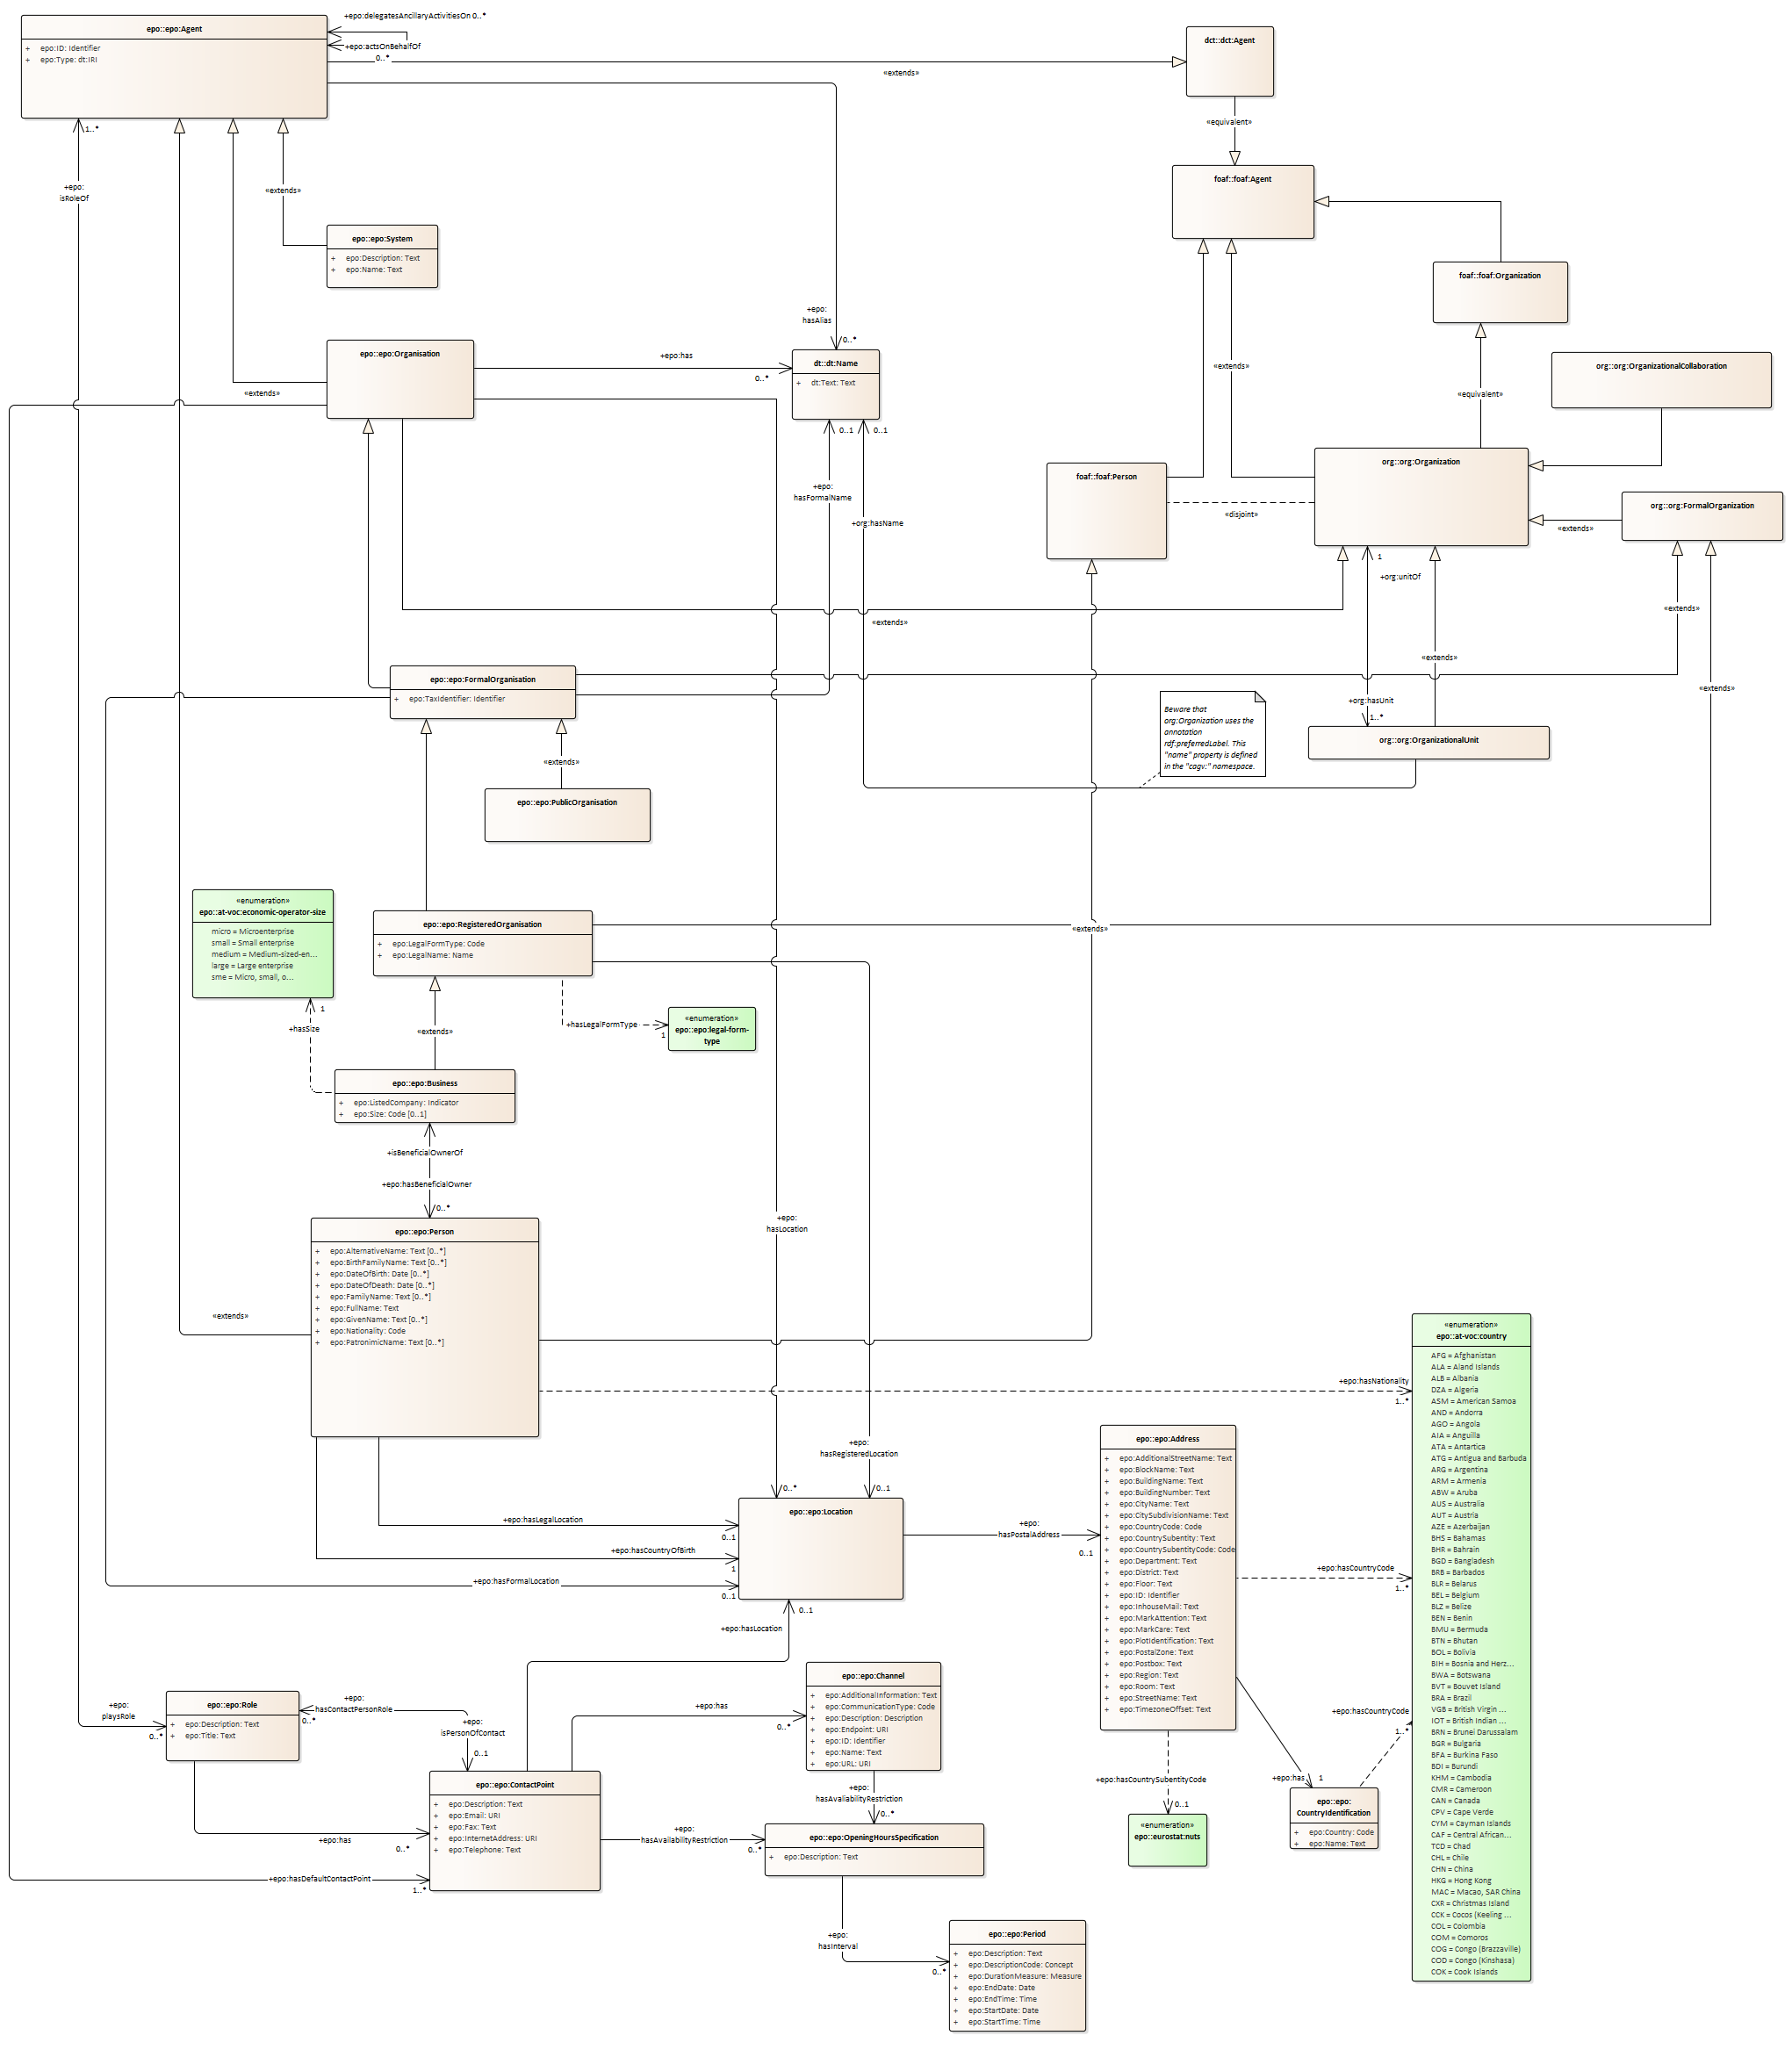 +epo:delegatesAncillaryActivitiesOn 0..*
epo::epo:Agent
+ epo:ID: Identifier
+ epo:Type: dt:IRI
+epo:actsOnBehalfOf
0..*
«extends»
dct::dct:Agent
«equivalent»
foaf::foaf:Agent
1..*
+epo:
isRoleOf
«extends»
epo::epo:System
+ epo:Description: Text
+ epo:Name: Text
foaf::foaf:Organization
+epo:
hasAlias
0..*
epo::epo:Organisation
+epo:has
0..*
dt::dt:Name
+ dt:Text: Text
«extends»
«extends»
«equivalent»
org::org:OrganizationalCollaboration
0..1
0..1
+epo:
hasFormalName
+org:hasName
foaf::foaf:Person
«disjoint»
org::org:Organization
org::org:FormalOrganization
«extends»
1
+org:unitOf
«extends»
«extends»
«extends»
«extends»
+org:hasUnit
1..*
org::org:OrganizationalUnit
epo::epo:FormalOrganisation
+ epo:TaxIdentifier: Identifier
Beware that
org:Organization uses the
annotation
rdf:preferredLabel. This
"name" property is defined
in the "cagv:" namespace.
«extends»
epo::epo:PublicOrganisation
«enumeration»
epo::at-voc:economic-operator-size
micro = Microenterprise
small = Small enterprise
medium = Medium-sized-en...
large = Large enterprise
sme = Micro, small, o...
1
+hasSize
epo::epo:RegisteredOrganisation
+ epo:LegalFormType: Code
+ epo:LegalName: Name
«extends»
«extends»
+hasLegalFormType
1
«enumeration»
epo::epo:legal-form-
type
epo::epo:Business
+ epo:ListedCompany: Indicator
+ epo:Size: Code [0..1]
+isBeneficialOwnerOf
+epo:hasBeneficialOwner
0..*
epo::epo:Person
+ epo:AlternativeName: Text [0..*]
+ epo:BirthFamilyName: Text [0..*]
+ epo:DateOfBirth: Date [0..*]
+ epo:DateOfDeath: Date [0..*]
+ epo:FamilyName: Text [0..*]
+ epo:FullName: Text
+ epo:GivenName: Text [0..*]
+ epo:Nationality: Code
+ epo:PatronimicName: Text [0..*]
«extends»
+epo:
hasLocation
+epo:hasNationality
1..*
+epo:
hasRegisteredLocation
0..*
0..1
epo::epo:Location
+epo:hasLegalLocation
0..1
+epo:hasCountryOfBirth
1
+epo:hasFormalLocation
0..1
+epo:
hasPostalAddress
0..1
0..1
+epo:hasLocation
epo::epo:Address
+ epo:AdditionalStreetName: Text
+ epo:BlockName: Text
+ epo:BuildingName: Text
+ epo:BuildingNumber: Text
+ epo:CityName: Text
+ epo:CitySubdivisionName: Text
+ epo:CountryCode: Code
+ epo:CountrySubentity: Text
+ epo:CountrySubentityCode: Code
+ epo:Department: Text
+ epo:District: Text
+ epo:Floor: Text
+ epo:ID: Identifier
+ epo:InhouseMail: Text
+ epo:MarkAttention: Text
+ epo:MarkCare: Text
+ epo:PlotIdentification: Text
+ epo:PostalZone: Text
+ epo:Postbox: Text
+ epo:Region: Text
+ epo:Room: Text
+ epo:StreetName: Text
+ epo:TimezoneOffset: Text
+epo:hasCountryCode
1..*
+epo:hasCountryCode
1..*
«enumeration»
epo::at-voc:country
AFG = Afghanistan
ALA = Aland Islands
ALB = Albania
DZA = Algeria
ASM = American Samoa
AND = Andorra
AGO = Angola
AIA = Anguilla
ATA = Antartica
ATG = Antigua and Barbuda
ARG = Argentina
ARM = Armenia
ABW = Aruba
AUS = Australia
AUT = Austria
AZE = Azerbaijan
BHS = Bahamas
BHR = Bahrain
BGD = Bangladesh
BRB = Barbados
BLR = Belarus
BEL = Belgium
BLZ = Belize
BEN = Benin
BMU = Bermuda
BTN = Bhutan
BOL = Bolivia
BIH = Bosnia and Herz...
BWA = Botswana
BVT = Bouvet Island
BRA = Brazil
VGB = British Virgin ...
IOT = British Indian ...
BRN = Brunei Darussalam
BGR = Bulgaria
BFA = Burkina Faso
BDI = Burundi
KHM = Cambodia
CMR = Cameroon
CAN = Canada
CPV = Cape Verde
CYM = Cayman Islands
CAF = Central African...
TCD = Chad
CHL = Chile
CHN = China
HKG = Hong Kong
MAC = Macao, SAR China
CXR = Christmas Island
CCK = Cocos (Keeling ...
COL = Colombia
COM = Comoros
COG = Congo (Brazzaville)
COD = Congo (Kinshasa)
COK = Cook Islands
+epo:
playsRole
0..*
epo::epo:Role
+ epo:Description: Text
+ epo:Title: Text
+epo:
hasContactPersonRole
0..*
+epo:
isPersonOfContact
0..1
+epo:has
0..*
epo::epo:Channel
+ epo:AdditionalInformation: Text
+ epo:CommunicationType: Code
+ epo:Description: Description
+ epo:Endpoint: URI
+ epo:ID: Identifier
+ epo:Name: Text
+ epo:URL: URI
epo::epo:ContactPoint
+ epo:Description: Text
+ epo:Email: URI
+ epo:Fax: Text
+ epo:InternetAddress: URI
+ epo:Telephone: Text
+epo:has
0..*
+epo:hasDefaultContactPoint
1..*
+epo:
hasAvailabilityRestriction
0..*
+epo:
hasAvaliabilityRestriction
0..*
epo::epo:OpeningHoursSpecification
+ epo:Description: Text
+epo:hasCountrySubentityCode
0..1
«enumeration»
epo::eurostat:nuts
+epo:has
1
epo::epo:
CountryIdentification
+ epo:Country: Code
+ epo:Name: Text
+epo:
hasInterval
0..*
epo::epo:Period
+ epo:Description: Text
+ epo:DescriptionCode: Concept
+ epo:DurationMeasure: Measure
+ epo:EndDate: Date
+ epo:EndTime: Time
+ epo:StartDate: Date
+ epo:StartTime: Time